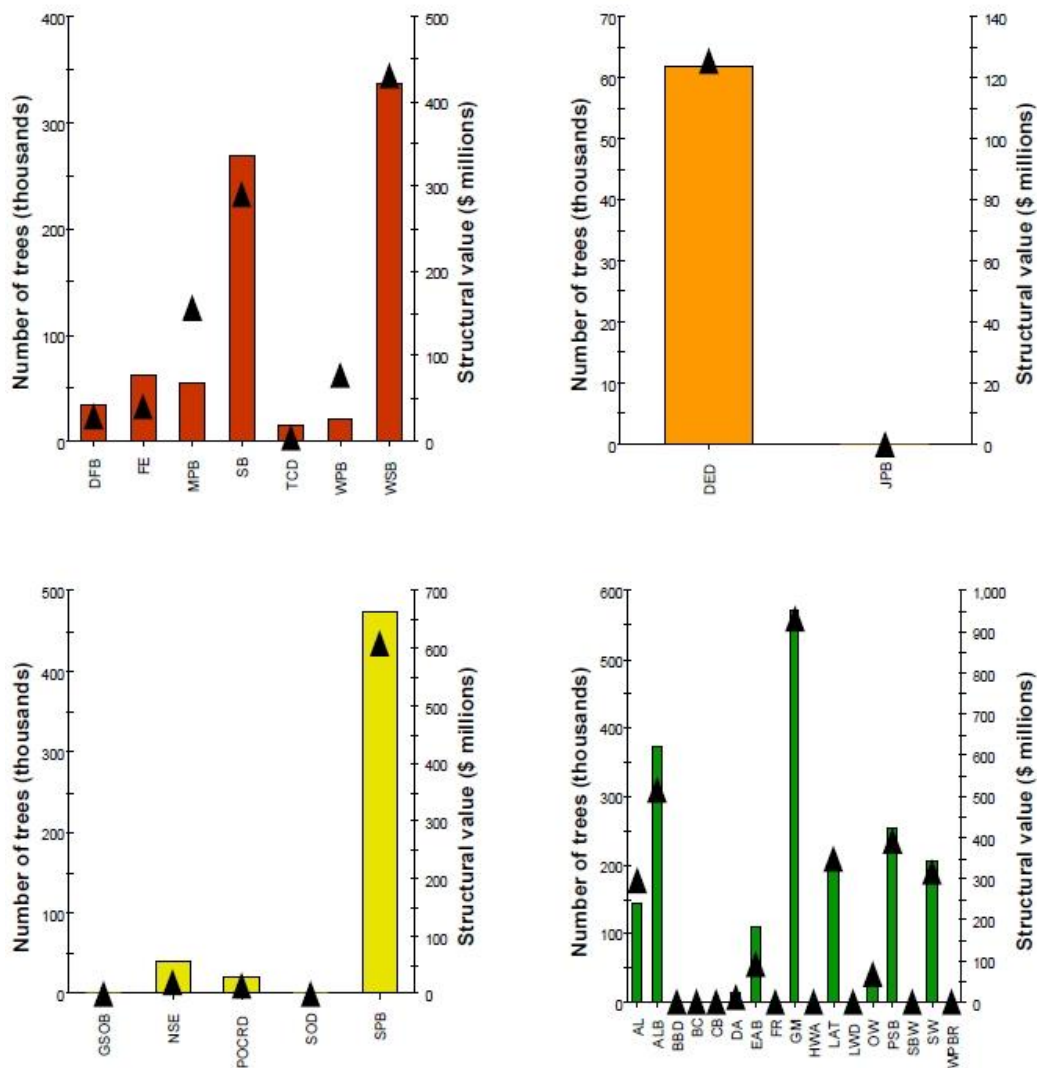 Number of trees (thousands)
400
300
200
100
0
500
400
300
200
100
0
Structural value ($ millions)
DFB
FE
MPB
SB
TCD
WPB
WSB
Number of trees (thousands)
70
60
50
40
30
20
10
0
140
120
100
80
60
40
20
0
Structural value ($ millions)
DED
JPB
Number of trees (thousands)
500
400
300
200
100
0
700
600
500
400
300
200
100
0
Structural value ($ millions)
GSOB
NSE
POCRD
SOD
SPB
Number of trees (thousands)
600
500
400
300
200
100
0
1,000
900
800
700
600
500
400
300
200
100
0
Structural value ($ millions)
AL
ALB
BBD
BC
CB
DA
EAB
FR
GM
HWA
LAT
LWD
OW
PSB
SBW
SW
WPBR